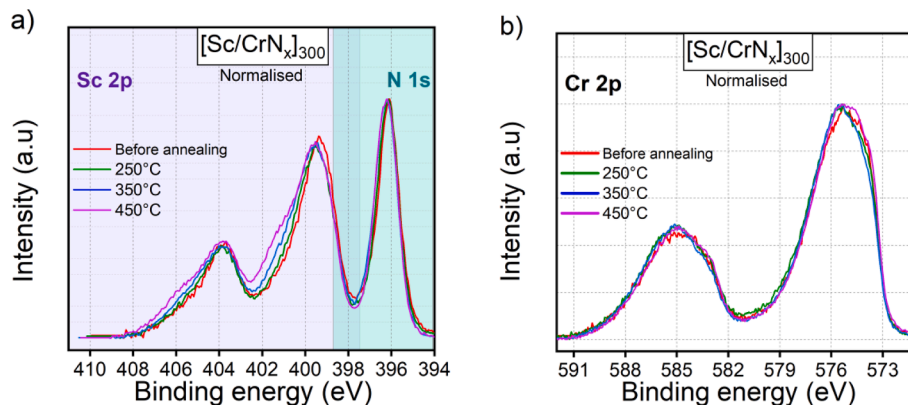 a)
[Sc/CrNₓ]₃₀₀
Normalised
Sc 2p
N 1s
Before annealing
250°C
350°C
450°C
Intensity (a.u)
410 408 406 404 402 400 398 396 394
Binding energy (eV)
b)
[Sc/CrNₓ]₃₀₀
Normalised
Cr 2p
Before annealing
250°C
350°C
450°C
Intensity (a.u)
591 588 585 582 579 576 573
Binding energy (eV)